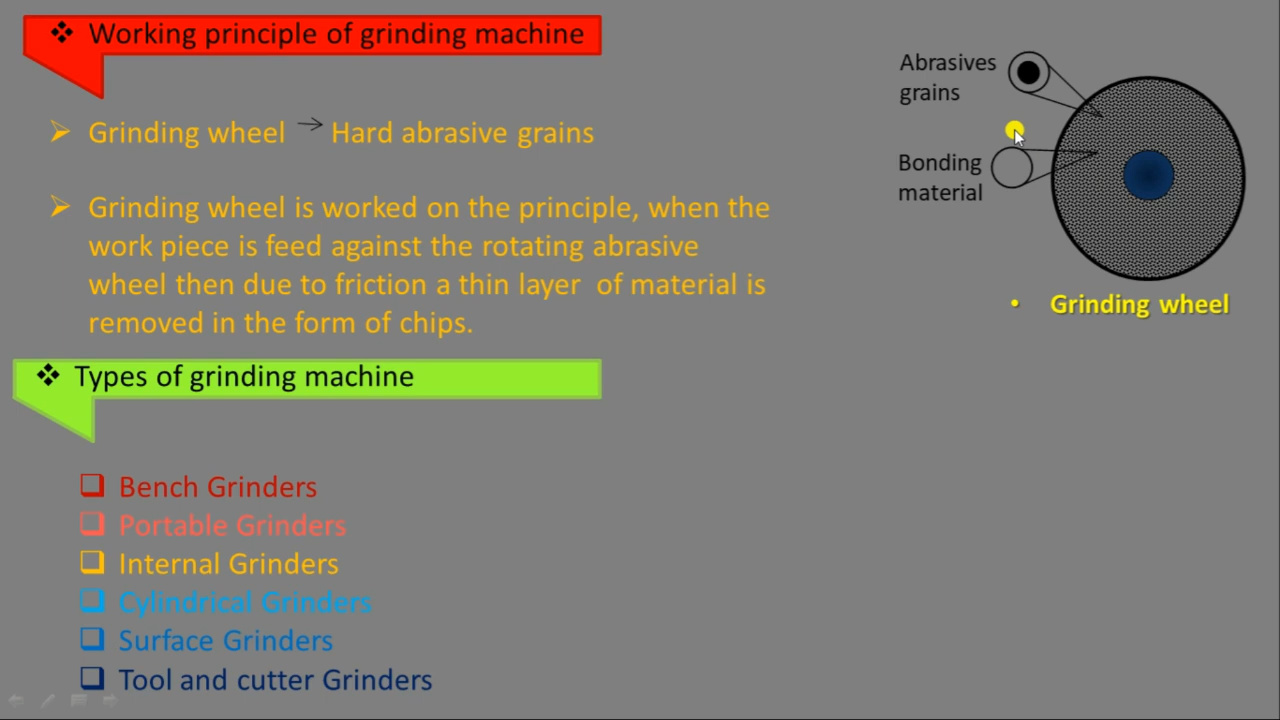 ❖ Working principle of grinding machine
➢ Grinding wheel → Hard abrasive grains
➢ Grinding wheel is worked on the principle, when the
work piece is feed against the rotating abrasive
wheel then due to friction a thin layer of material is
removed in the form of chips.
Abrasives
grains
Bonding
material
• Grinding wheel
❖ Types of grinding machine
❑ Bench Grinders
❑ Portable Grinders
❑ Internal Grinders
❑ Cylindrical Grinders
❑ Surface Grinders
❑ Tool and cutter Grinders